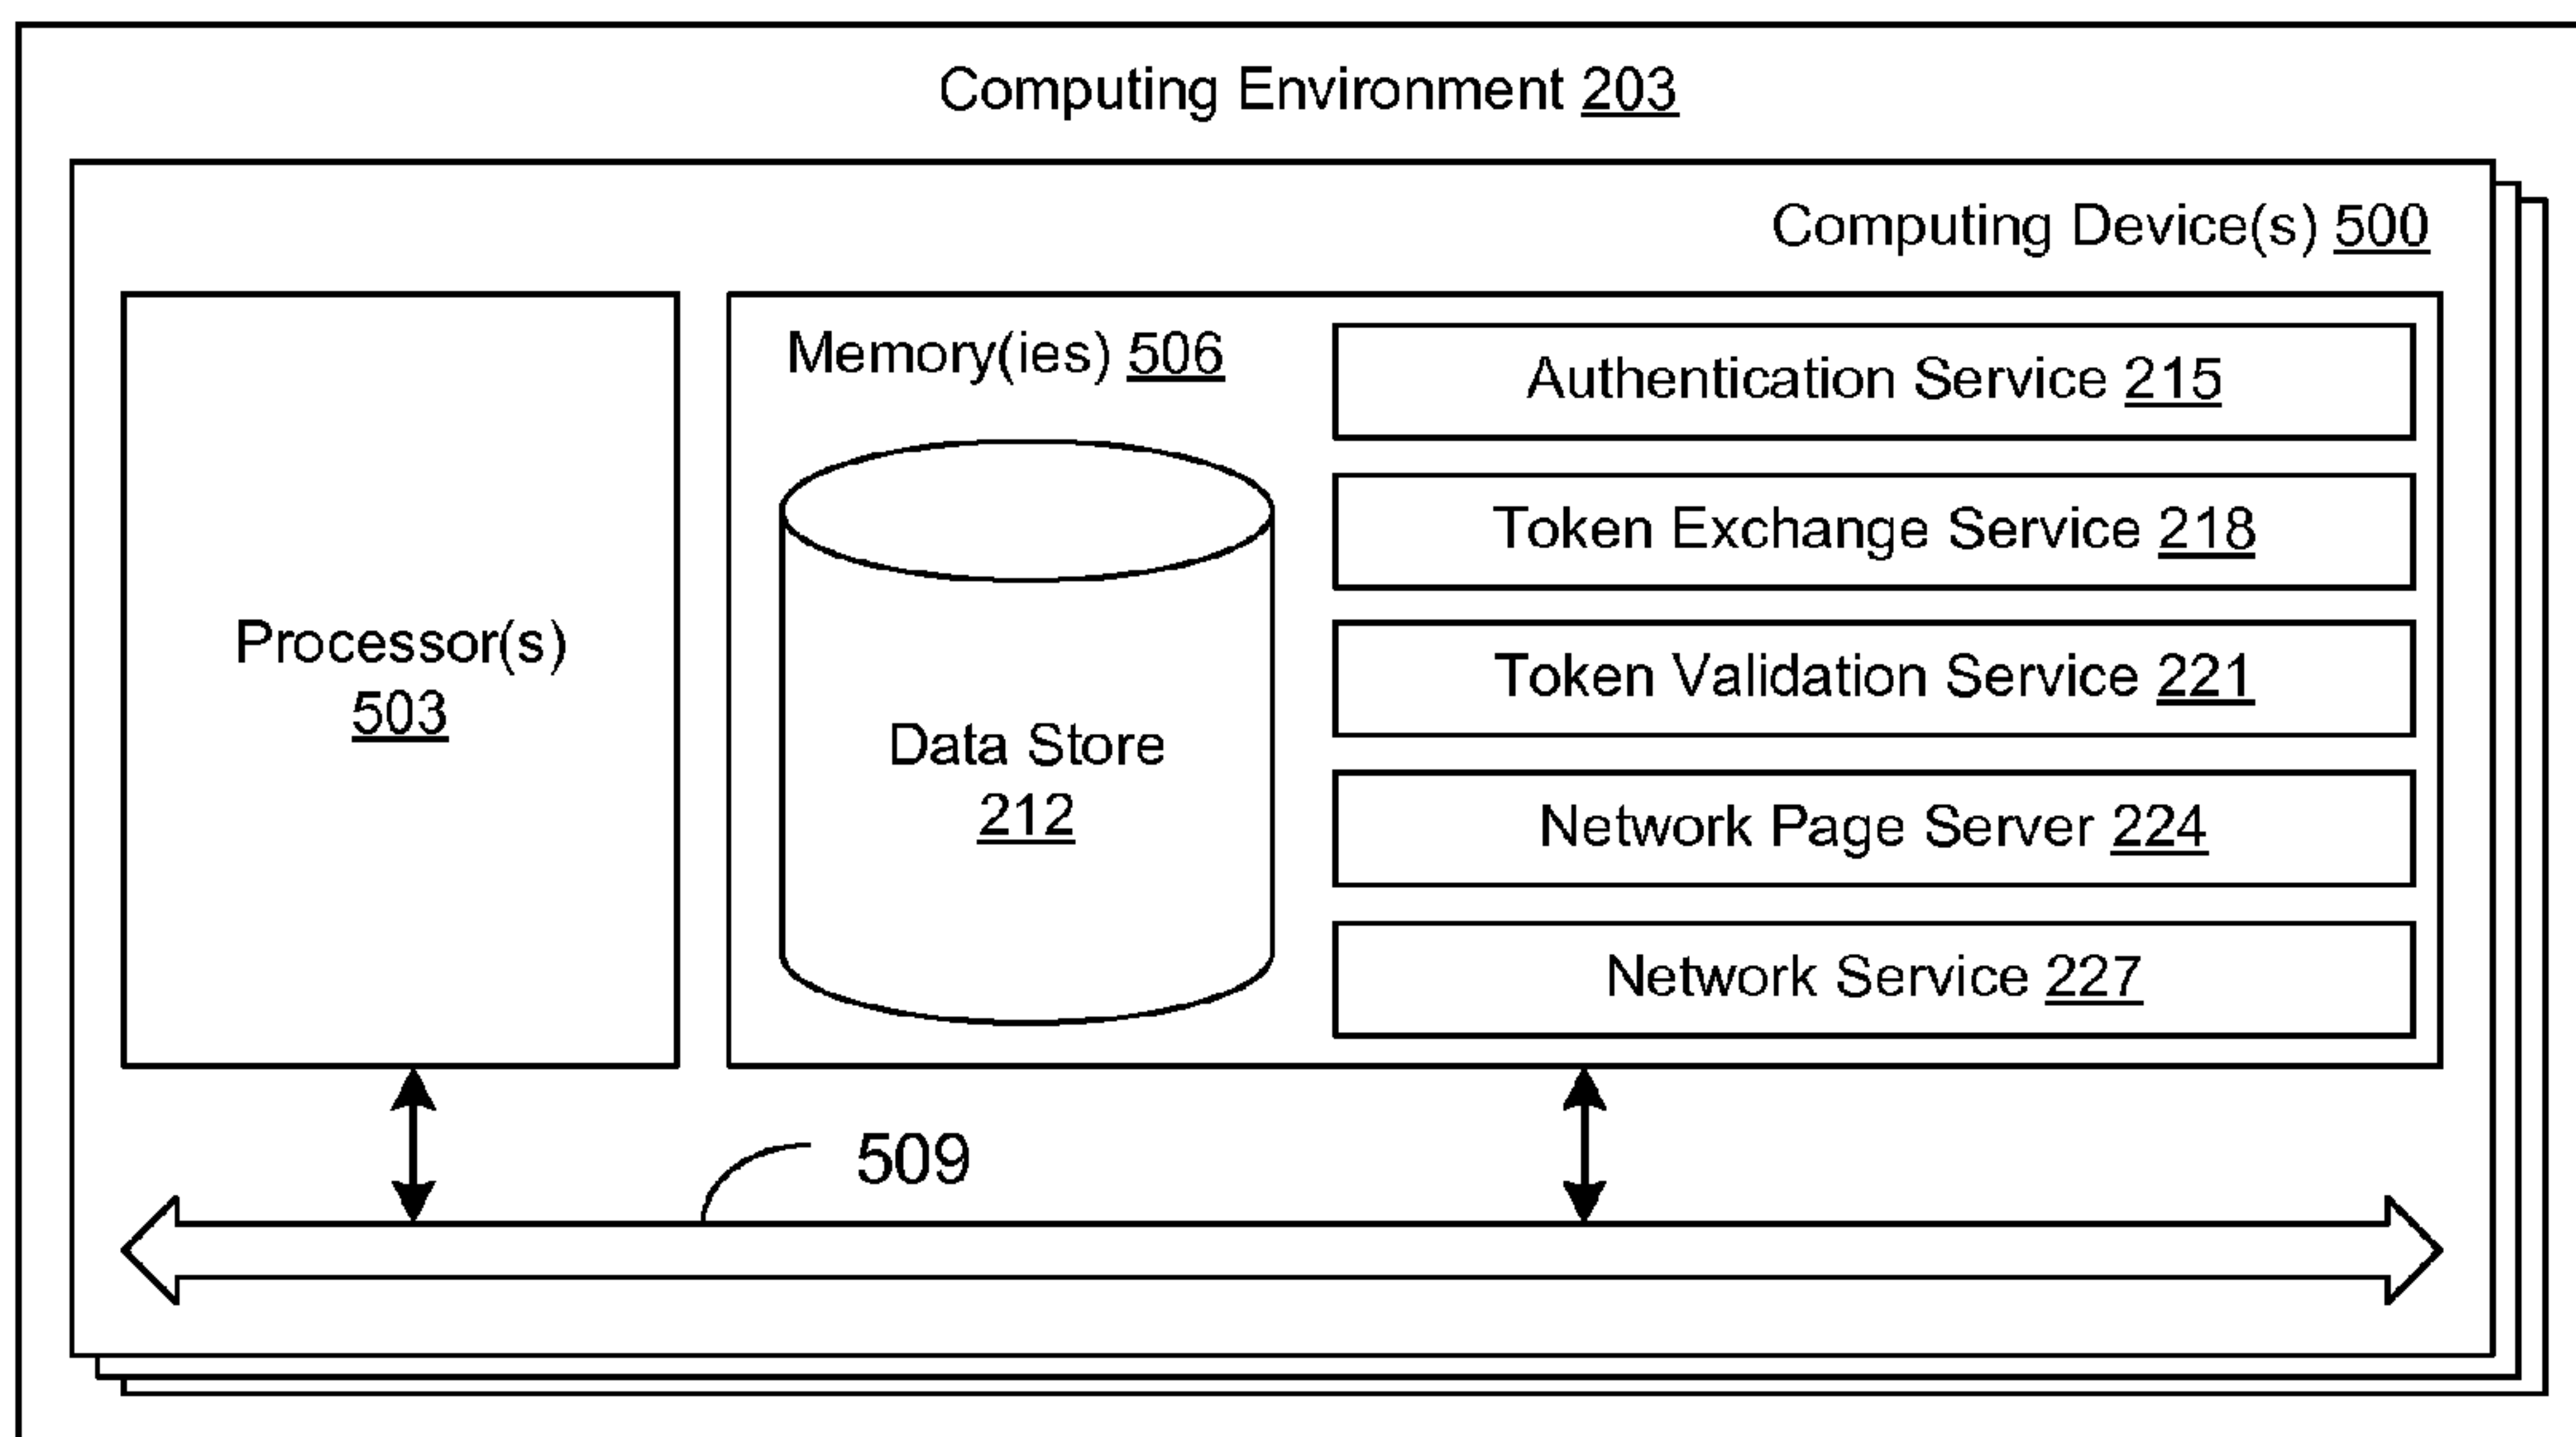 Computing Environment 203
Computing Device(s) 500
Processor(s)
503
Memory(ies) 506
Data Store
212
Authentication Service 215
Token Exchange Service 218
Token Validation Service 221
Network Page Server 224
Network Service 227
509